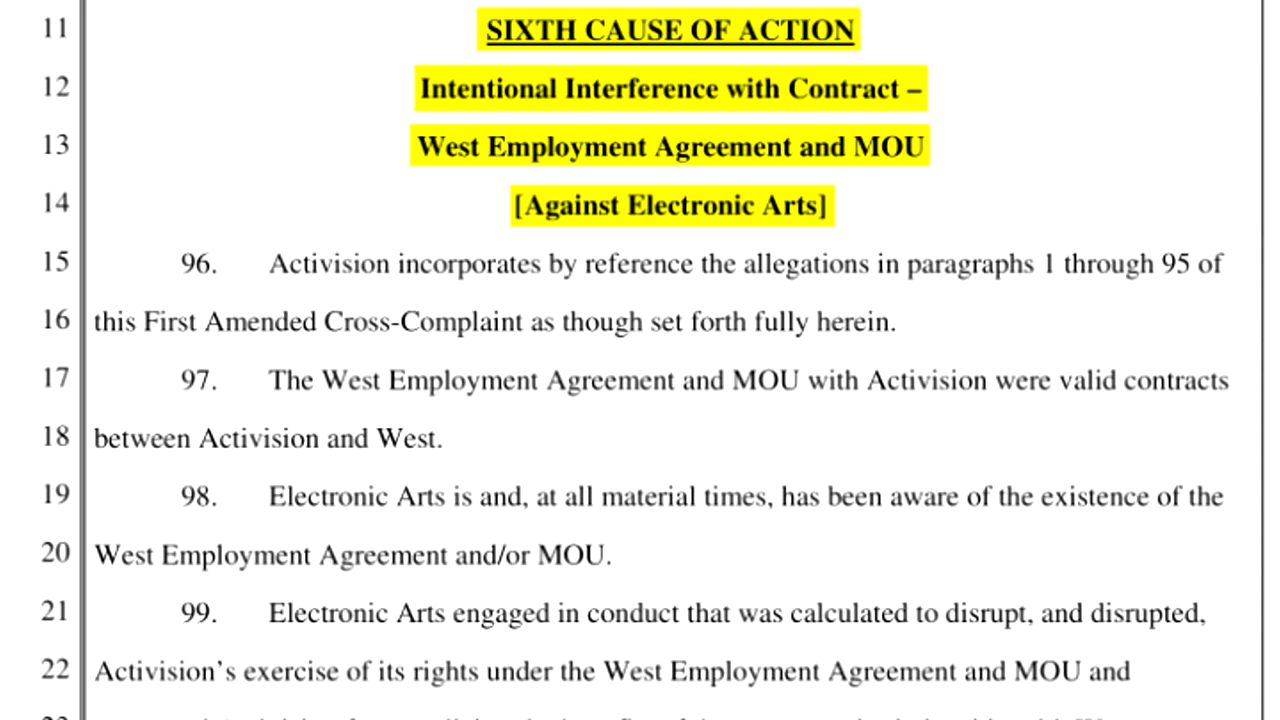 11 SIXTH CAUSE OF ACTION
12 Intentional Interference with Contract –
13 West Employment Agreement and MOU
14 [Against Electronic Arts]
15 96. Activision incorporates by reference the allegations in paragraphs 1 through 95 of
16 this First Amended Cross-Complaint as though set forth fully herein.
17 97. The West Employment Agreement and MOU with Activision were valid contracts
18 between Activision and West.
19 98. Electronic Arts is and, at all material times, has been aware of the existence of the
20 West Employment Agreement and/or MOU.
21 99. Electronic Arts engaged in conduct that was calculated to disrupt, and disrupted,
22 Activision's exercise of its rights under the West Employment Agreement and MOU and